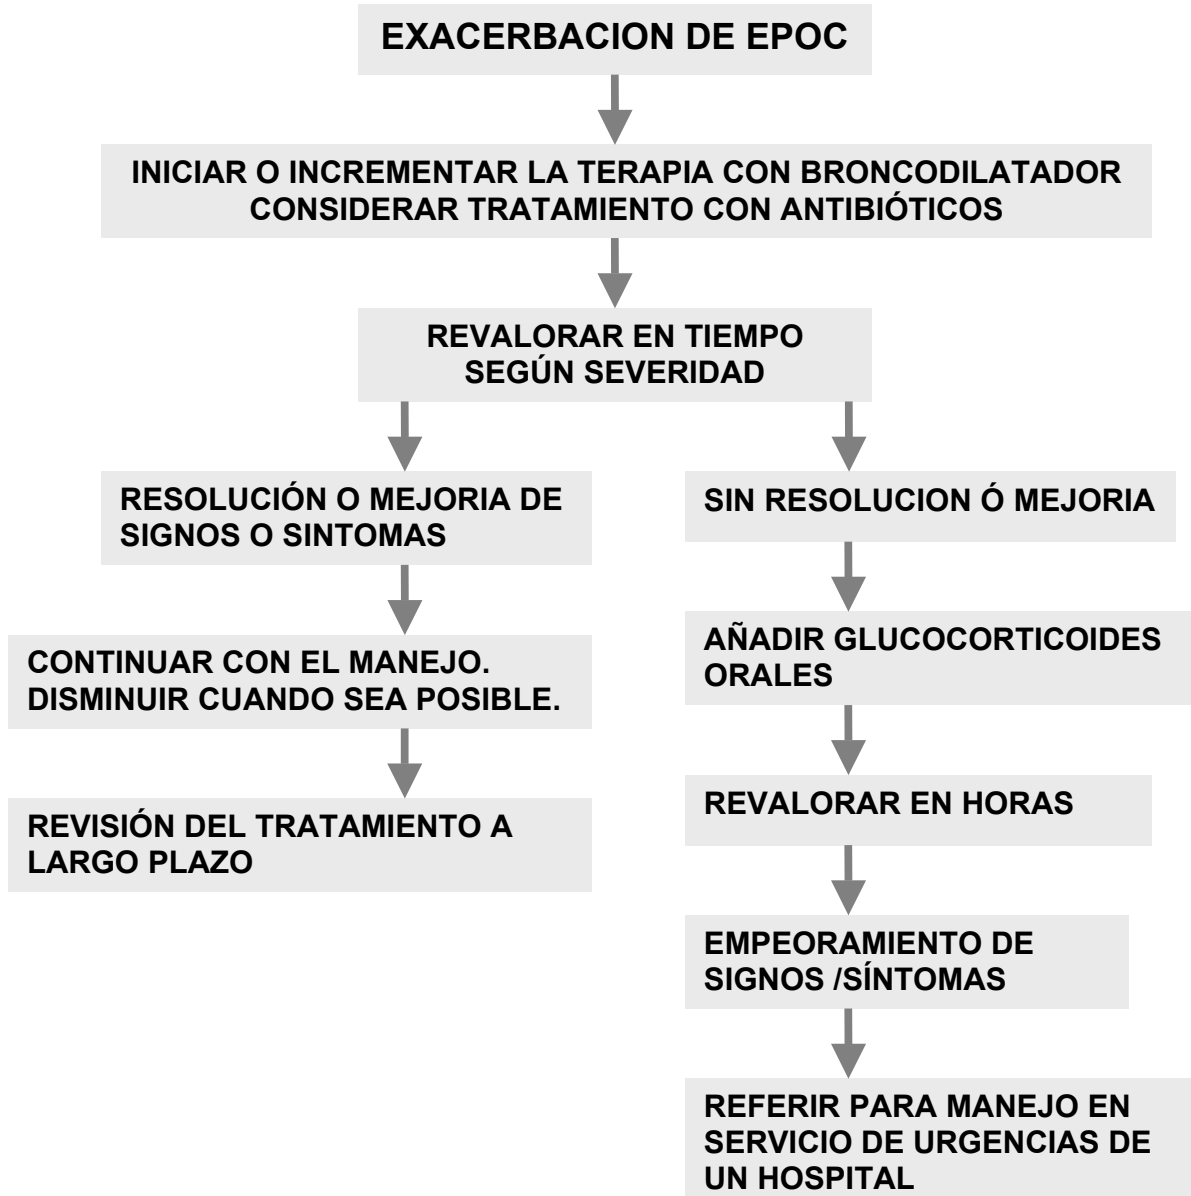 EXACERBACION DE EPOC
INICIAR O INCREMENTAR LA TERAPIA CON BRONCODILATADOR
CONSIDERAR TRATAMIENTO CON ANTIBIÓTICOS
REVALORAR EN TIEMPO
SEGÚN SEVERIDAD
RESOLUCIÓN O MEJORIA DE
SIGNOS O SINTOMAS
CONTINUAR CON EL MANEJO.
DISMINUIR CUANDO SEA POSIBLE.
REVISIÓN DEL TRATAMIENTO A
LARGO PLAZO
SIN RESOLUCION Ó MEJORIA
AÑADIR GLUCOCORTICOIDES
ORALES
REVALORAR EN HORAS
EMPEORAMIENTO DE
SIGNOS /SÍNTOMAS
REFERIR PARA MANEJO EN
SERVICIO DE URGENCIAS DE
UN HOSPITAL